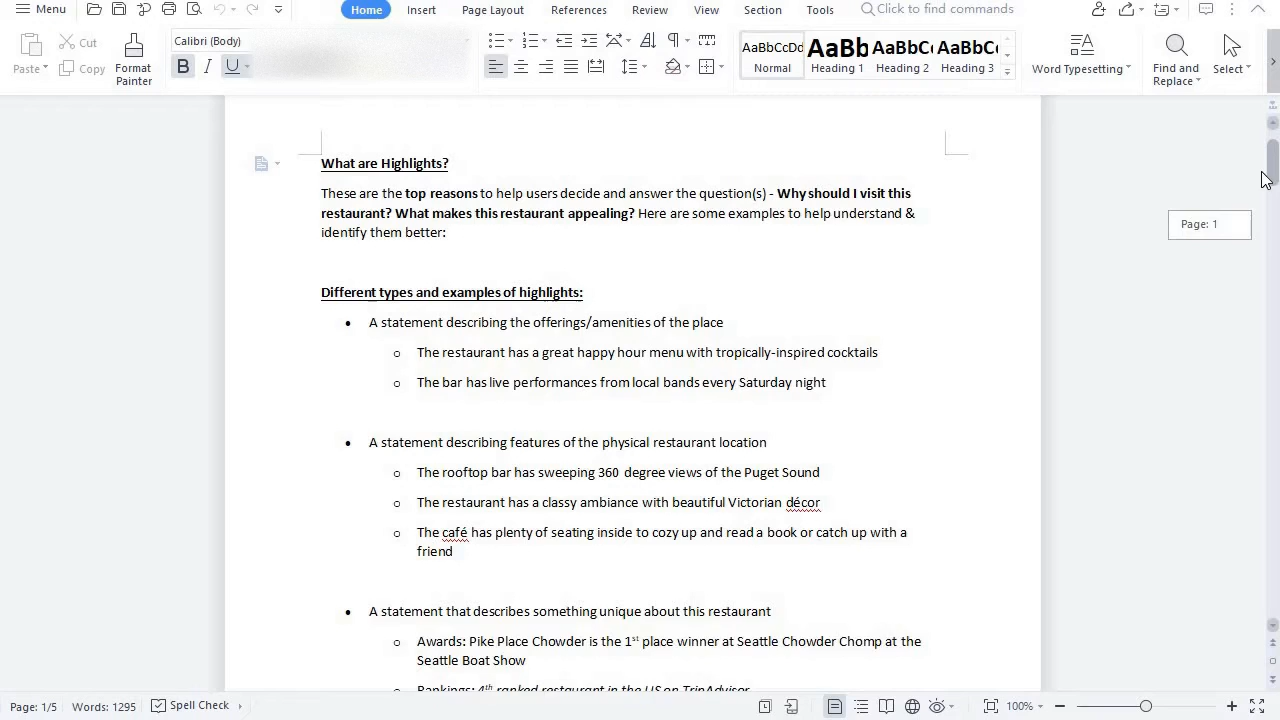 Menu Home Insert Page Layout References Review View Section Tools Click to find commands
Paste Cut Copy Format Painter
Calibri (Body)
B I U
AaBbCcDd AaBb AaBbC AaBbC
Normal Heading 1 Heading 2 Heading 3
Word Typesetting Find and Replace Select
What are Highlights?
These are the top reasons to help users decide and answer the question(s) - Why should I visit this
restaurant? What makes this restaurant appealing? Here are some examples to help understand &
identify them better:
Page: 1
Different types and examples of highlights:
• A statement describing the offerings/amenities of the place
o The restaurant has a great happy hour menu with tropically-inspired cocktails
o The bar has live performances from local bands every Saturday night
• A statement describing features of the physical restaurant location
o The rooftop bar has sweeping 360 degree views of the Puget Sound
o The restaurant has a classy ambiance with beautiful Victorian décor
o The café has plenty of seating inside to cozy up and read a book or catch up with a
friend
• A statement that describes something unique about this restaurant
o Awards: Pike Place Chowder is the 1st place winner at Seattle Chowder Chomp at the
Seattle Boat Show
o Rankings: 4th ranked restaurant in the US on TripAdvisor
Page: 1/5 Words: 1295 Spell Check 100%